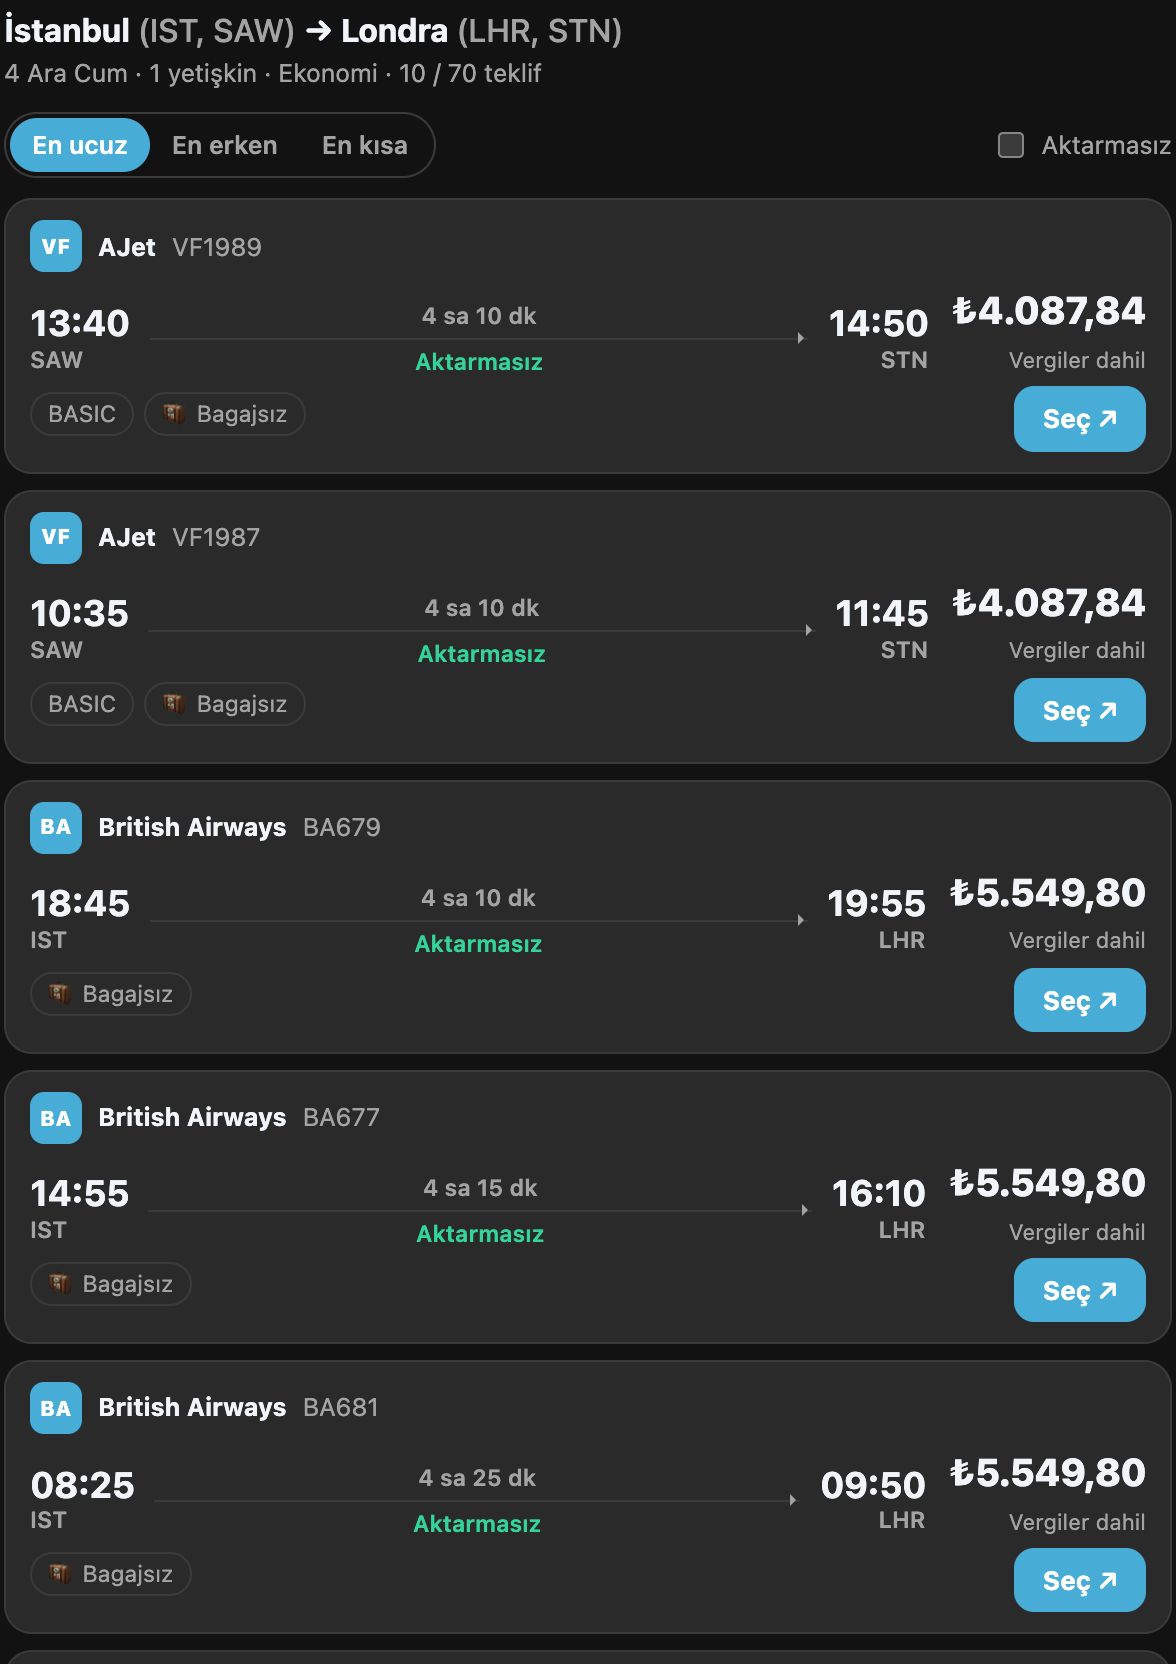 İstanbul (IST, SAW) → Londra (LHR, STN)
4 Ara Cum · 1 yetişkin · Ekonomi · 10 / 70 teklif
En ucuz En erken En kısa Aktarmasız
VF AJet VF1989
13:40 4 sa 10 dk 14:50 ₺4.087,84
SAW Aktarmasız STN Vergiler dahil
BASIC Bagajsız Seç ↗
VF AJet VF1987
10:35 4 sa 10 dk 11:45 ₺4.087,84
SAW Aktarmasız STN Vergiler dahil
BASIC Bagajsız Seç ↗
BA British Airways BA679
18:45 4 sa 10 dk 19:55 ₺5.549,80
IST Aktarmasız LHR Vergiler dahil
Bagajsız Seç ↗
BA British Airways BA677
14:55 4 sa 15 dk 16:10 ₺5.549,80
IST Aktarmasız LHR Vergiler dahil
Bagajsız Seç ↗
BA British Airways BA681
08:25 4 sa 25 dk 09:50 ₺5.549,80
IST Aktarmasız LHR Vergiler dahil
Bagajsız Seç ↗